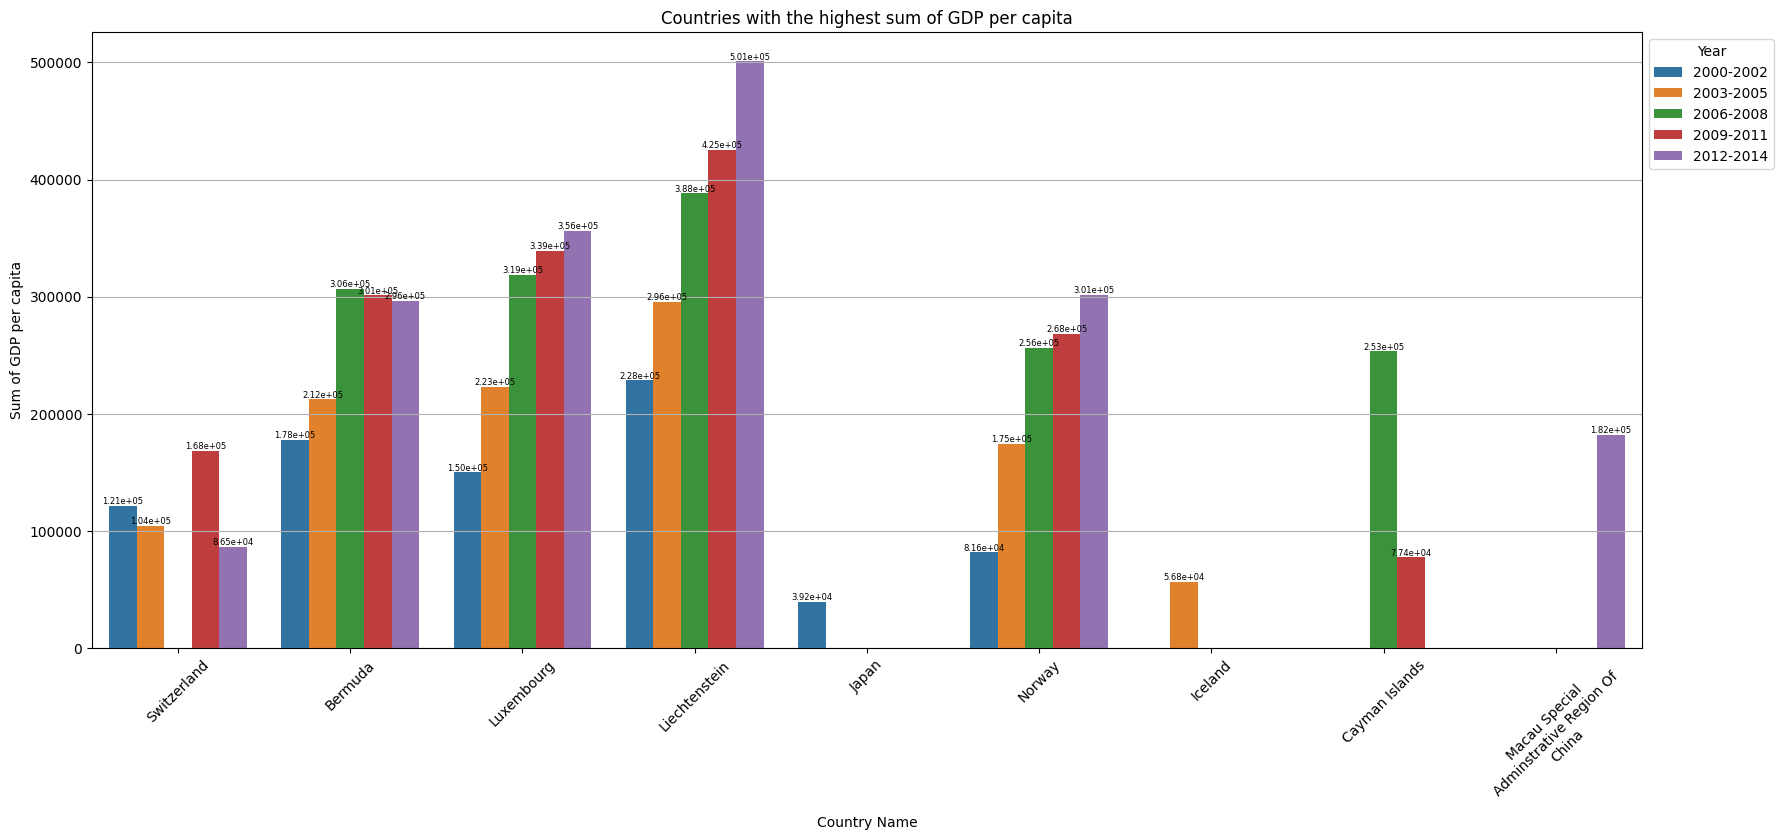 Countries with the highest sum of GDP per capita
Year
2000-2002
2003-2005
2006-2008
2009-2011
2012-2014
Sum of GDP per capita
500000
400000
300000
200000
100000
0
1.21e+05
1.04e+05
1.68e+05
8.65e+04
1.78e+05
2.12e+05
3.06e+05
3.01e+05
2.96e+05
1.50e+05
2.23e+05
3.19e+05
3.39e+05
3.56e+05
2.28e+05
2.96e+05
3.88e+05
4.25e+05
5.01e+05
3.92e+04
8.16e+04
1.75e+05
2.56e+05
2.68e+05
3.01e+05
5.68e+04
2.53e+05
7.74e+04
1.82e+05
Switzerland
Bermuda
Luxembourg
Liechtenstein
Japan
Norway
Iceland
Cayman Islands
Macau Special
Adminstrative Region Of
China
Country Name